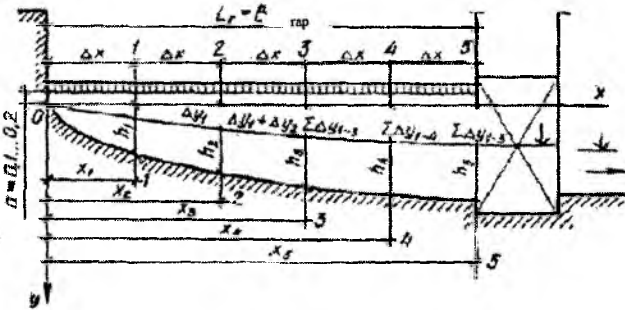 Lг = В гар
Δx 1 Δx 2 Δx 3 Δx 4 Δx 5
x
0
Δy₁ Δy₁+Δy₂ ΣΔy₁₋₃ ΣΔy₁₋₄ ΣΔy₁₋₅
h₁ h₂ h₃ h₄ h₅
a = 0,1...0,2
x₁ 1
x₂ 2
x₃ 3
x₄ 4
x₅ 5
y